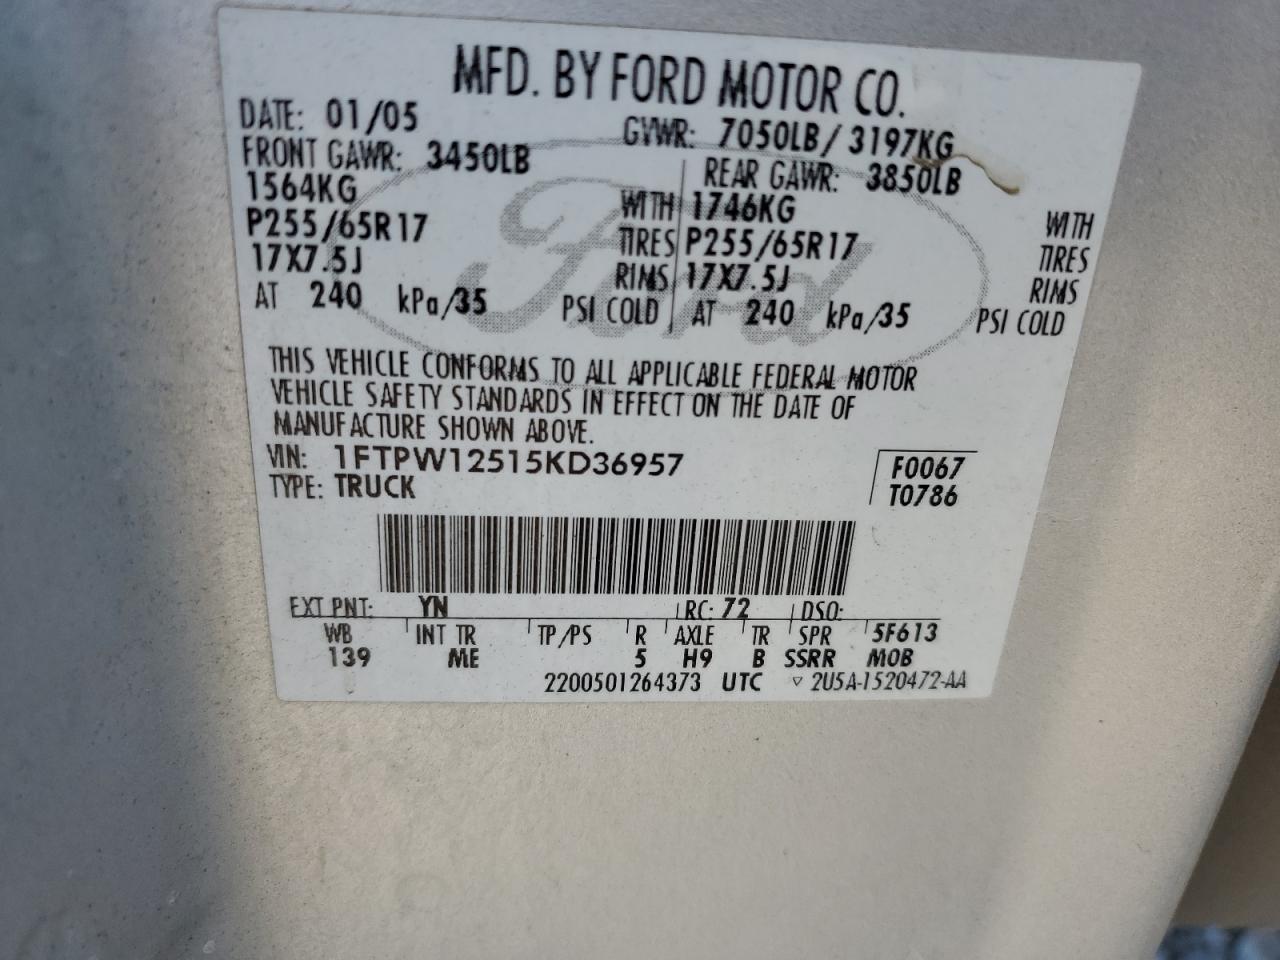 MFD. BY FORD MOTOR CO.
DATE: 01/05 GVWR: 7050LB/ 3197KG
FRONT GAWR: 3450LB REAR GAWR: 3850LB
1564KG WITH 1746KG WITH
P255/65R17 TIRES P255/65R17 TIRES
17X7.5J RIMS 17X7.5J RIMS
AT 240 kPa/35 PSI COLD AT 240 kPa/35 PSI COLD
Ford
THIS VEHICLE CONFORMS TO ALL APPLICABLE FEDERAL MOTOR
VEHICLE SAFETY STANDARDS IN EFFECT ON THE DATE OF
MANUFACTURE SHOWN ABOVE.
VIN: 1FTPW12515KD36957 F0067
TYPE: TRUCK T0786
EXT PNT: YN RC: 72 DSO:
WB INT TR TP/PS R AXLE TR SPR 5F613
139 ME 5 H9 B SSRR MOB
2200501264373 UTC ▽ 2U5A-1520472-AA